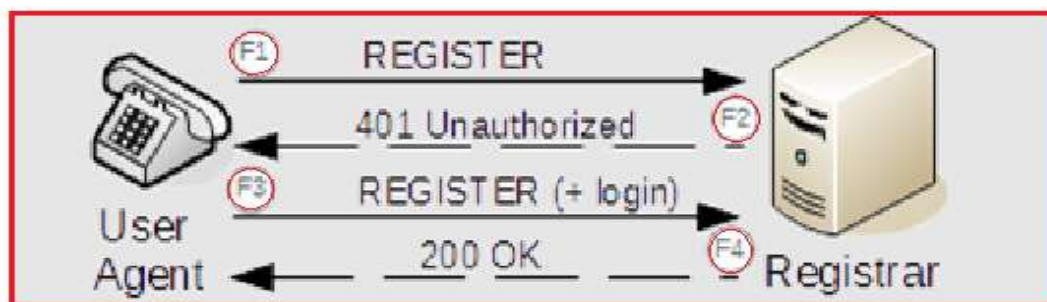 F1 REGISTER
401 Unauthorized F2
F3 REGISTER (+ login)
200 OK F4
User
Agent
Registrar